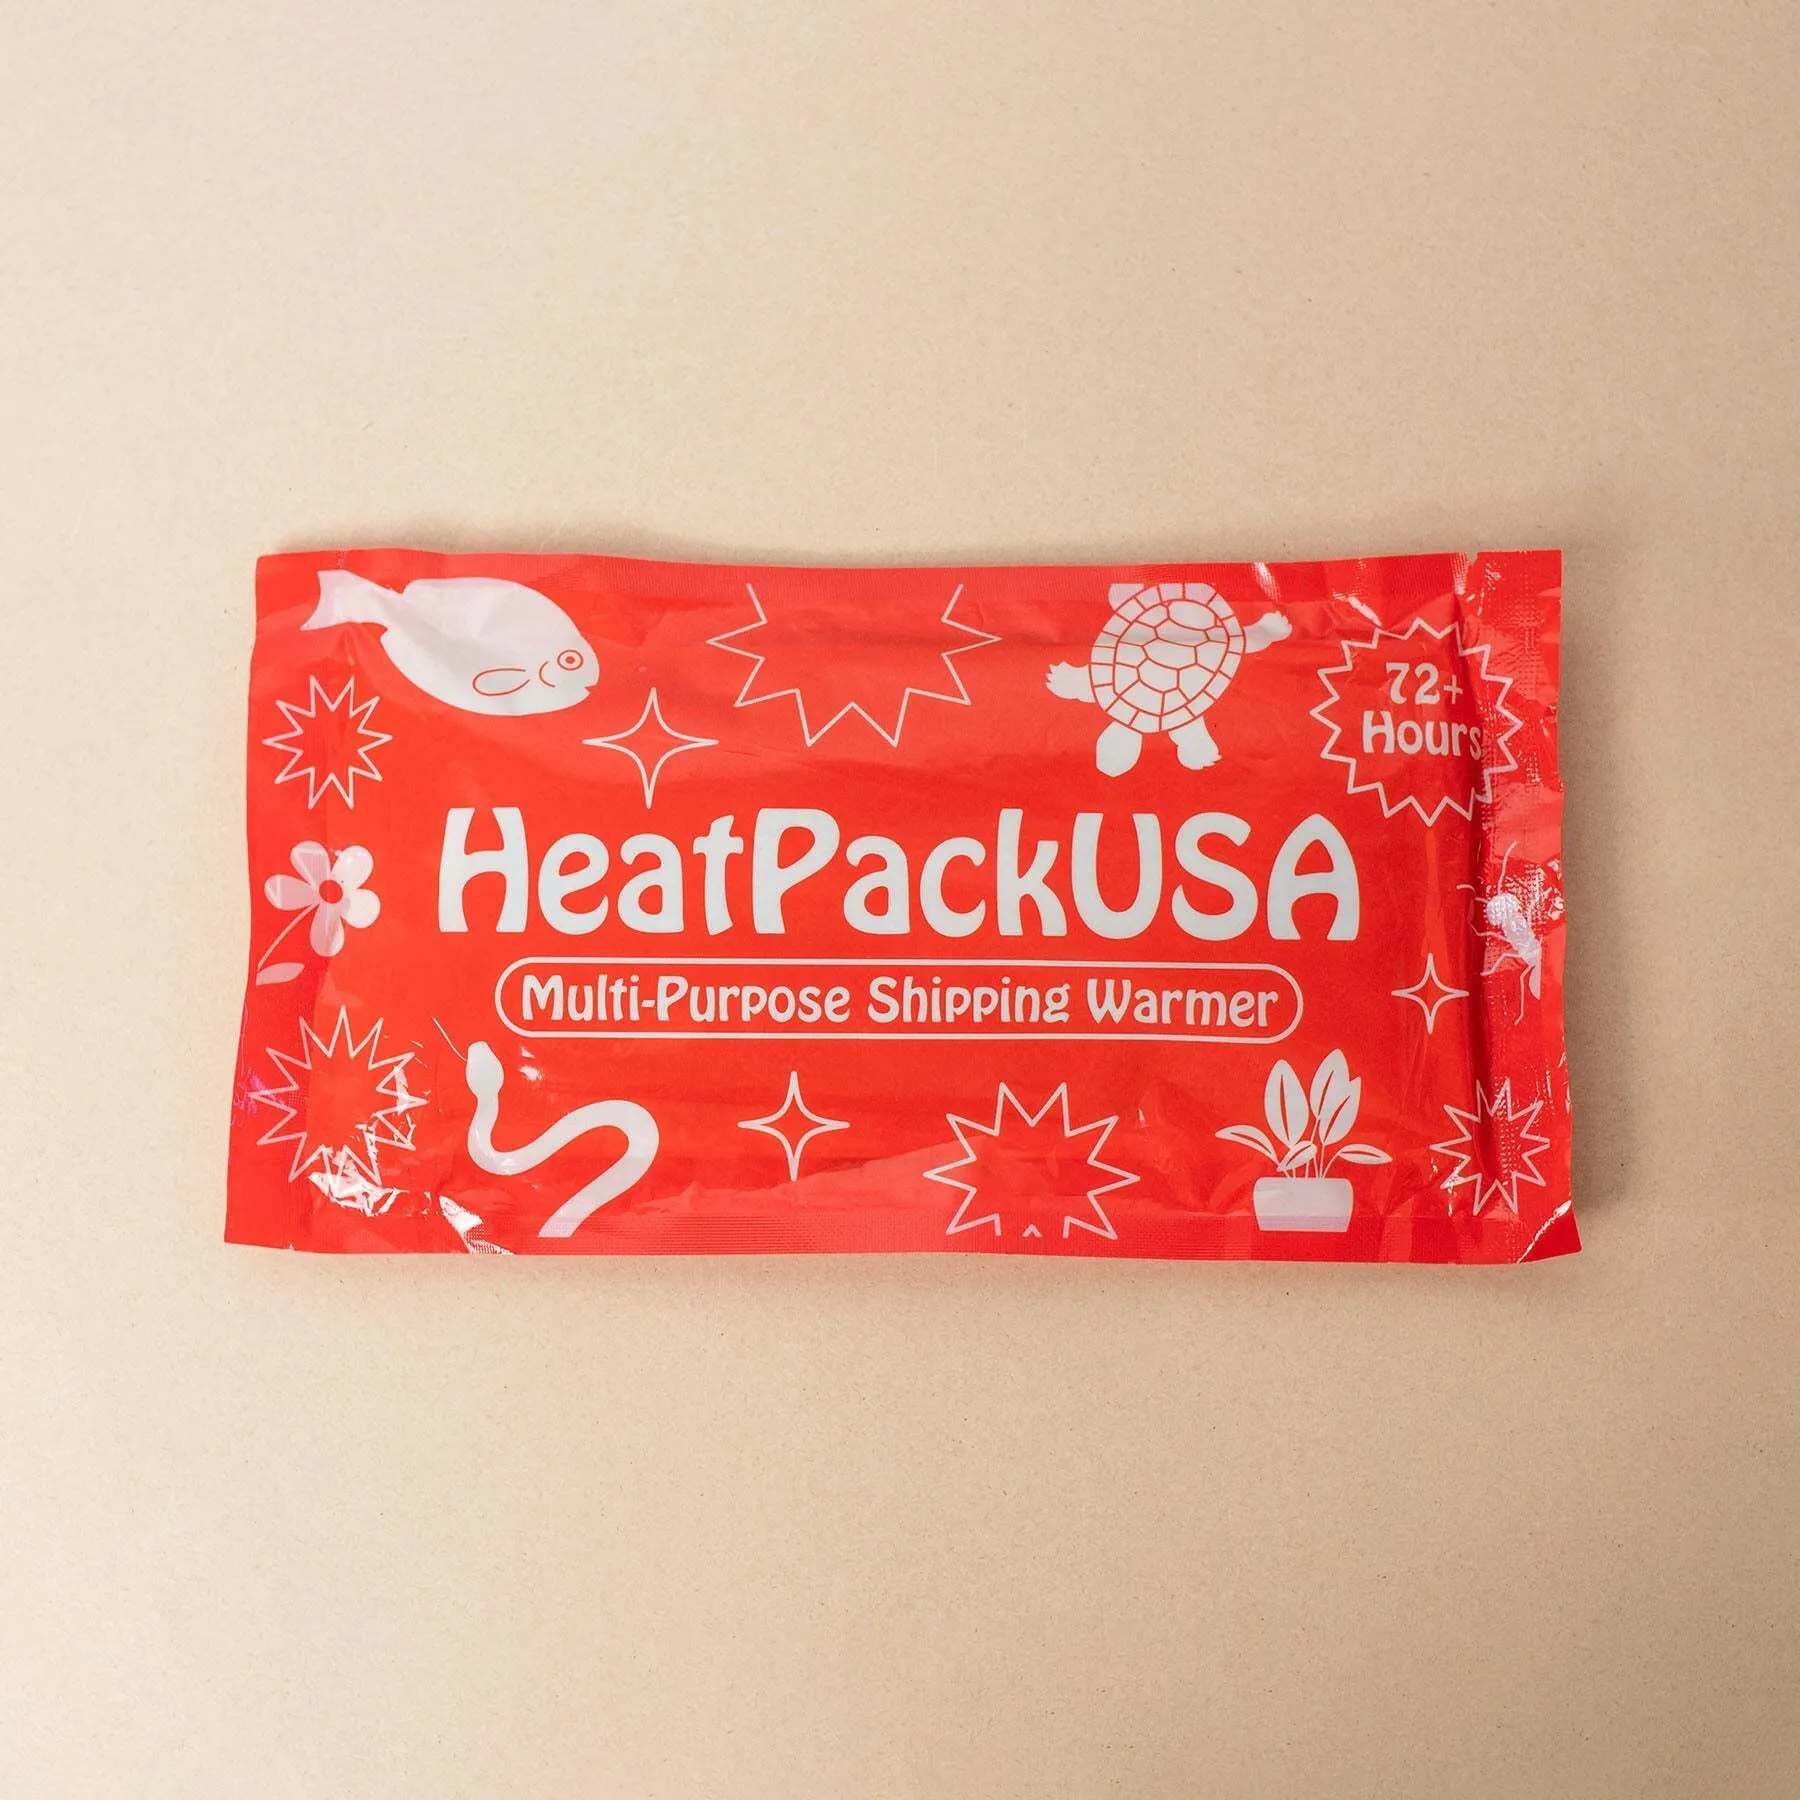 72+
Hours
HeatPackUSA
Multi-Purpose Shipping Warmer